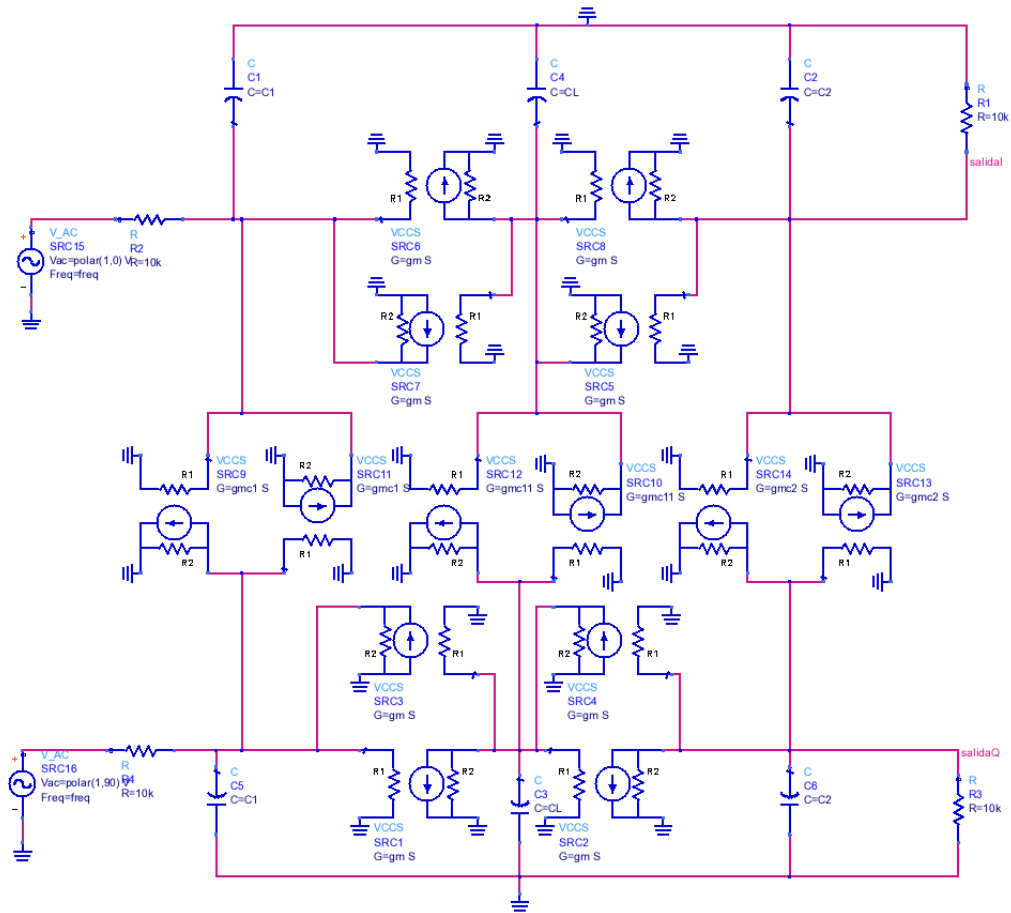 C
C1
C=C1
C
C4
C=CL
C
C2
C=C2
R
R1
R=10k
salidaI
R1
R2
VCCS
SRC6
G=gm S
R1
R2
VCCS
SRC8
G=gm S
V_AC
SRC15
Vac=polar(1,0) V
Freq=freq
R
R2
R=10k
R2
R1
VCCS
SRC7
G=gm S
R2
R1
VCCS
SRC5
G=gm S
R1
VCCS
SRC9
G=gmc1 S
R2
R2
VCCS
SRC11
G=gmc1 S
R1
R1
VCCS
SRC12
G=gmc11 S
R2
R2
VCCS
SRC10
G=gmc11 S
R1
R1
VCCS
SRC14
G=gmc2 S
R2
R2
VCCS
SRC13
G=gmc2 S
R1
R2
R1
VCCS
SRC3
G=gm S
R2
R1
VCCS
SRC4
G=gm S
V_AC
SRC16
Vac=polar(1,90) V
Freq=freq
R
R4
R=10k
C
C5
C=C1
R1
R2
VCCS
SRC1
G=gm S
C
C3
C=CL
R1
R2
VCCS
SRC2
G=gm S
C
C6
C=C2
salidaQ
R
R3
R=10k